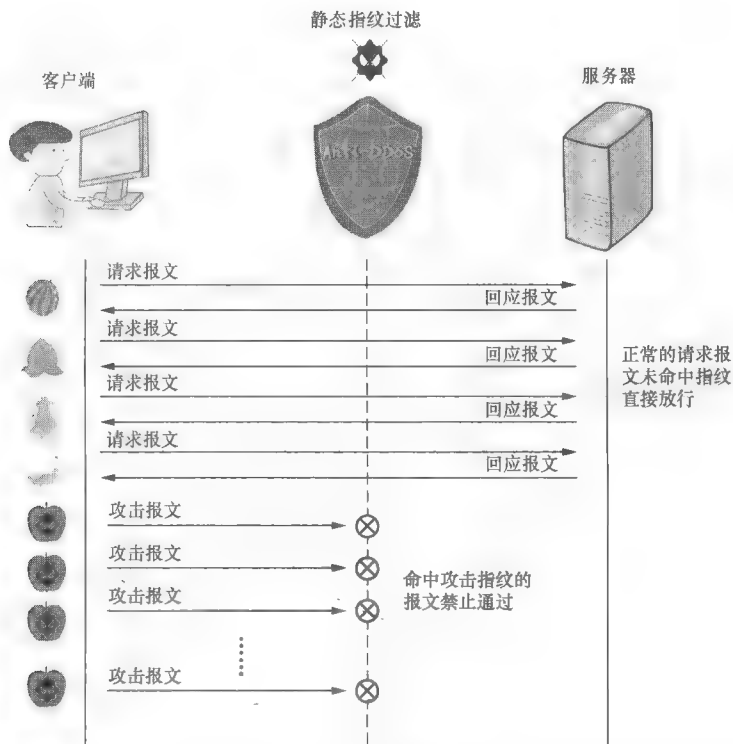 静态指纹过滤
客户端
服务器
Anti-DDoS
请求报文
回应报文
请求报文
回应报文
请求报文
回应报文
请求报文
回应报文
正常的请求报
文未命中指纹
直接放行
攻击报文
攻击报文
命中攻击指纹的
报文禁止通过
攻击报文
攻击报文